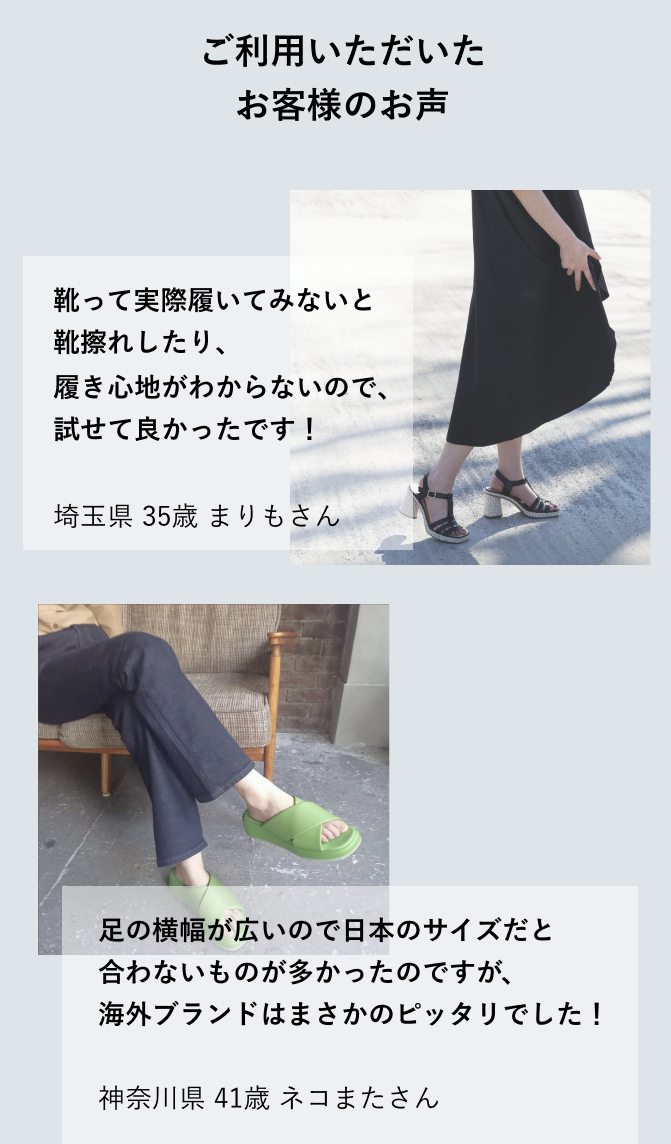 ご利用いただいた
お客様のお声
靴って実際履いてみないと
靴擦れしたり、
履き心地がわからないので、
試せて良かったです！
埼玉県 35歳 まりもさん
足の横幅が広いので日本のサイズだと
合わないものが多かったのですが、
海外ブランドはまさかのピッタリでした！
神奈川県 41歳 ネコまたさん